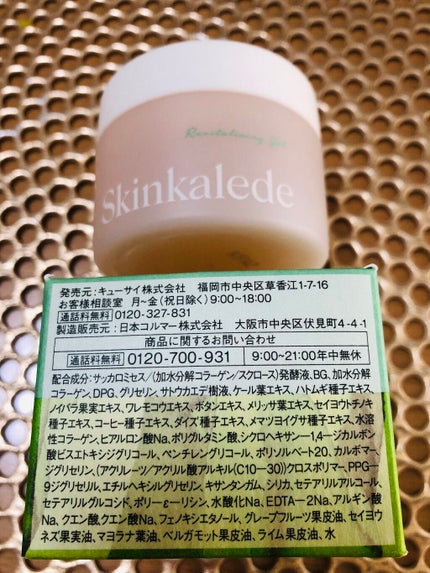 Revitalising Gel
Skinkalede
発売元：キューサイ株式会社 福岡市中央区草香江1-7-16
お客様相談室 月～金(祝日除く)9:00～18:00
通話料無料 0120-327-831
製造販売元：日本コルマー株式会社 大阪市中央区伏見町4-4-1
商品に関するお問い合わせ
通話料無料 0120-700-931 9:00～21:00年中無休
配合成分：サッカロミセス/(加水分解コラーゲン/スクロース)発酵液、BG、加水分解
コラーゲン、DPG、グリセリン、サトウカエデ樹液、ケール葉エキス、ハトムギ種子エキス、
ノイバラ果実エキス、ワレモコウエキス、ボタンエキス、メリッサ葉エキス、セイヨウトチノキ
種子エキス、コーヒー種子エキス、ダイズ種子エキス、メマツヨイグサ種子エキス、水溶
性コラーゲン、ヒアルロン酸Na、ポリグルタミン酸、シクロヘキサン-1,4-ジカルボン
酸ビスエトキシジグリコール、ペンチレングリコール、ポリソルベート20、カルボマー、
ジグリセリン、(アクリレーツ/アクリル酸アルキル(C10-30))クロスポリマー、PPG-
9ジグリセリル、エチルヘキシルグリセリン、キサンタンガム、シリカ、セテアリルアルコール、
セテアリルグルコシド、ポリ-ε-リシン、水酸化Na、EDTA-2Na、アルギン酸
Na、クエン酸、クエン酸Na、フェノキシエタノール、グレープフルーツ果皮油、セイヨウ
ネズ果実油、マヨラナ葉油、ベルガモット果皮油、ライム果皮油、水